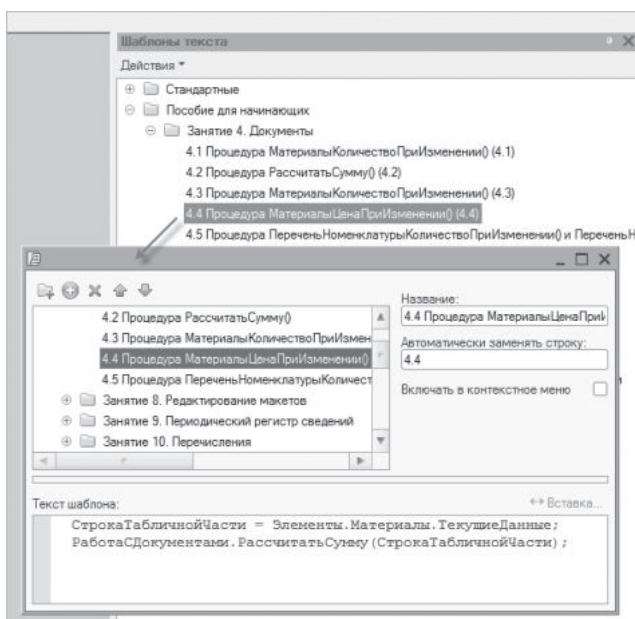 Шаблоны текста
Действия
Стандартные
Пособие для начинающих
Занятие 4. Документы
4.1 Процедура МатериалыКоличествоПриИзменении() (4.1)
4.2 Процедура РассчитатьСумму() (4.2)
4.3 Процедура МатериалыКоличествоПриИзменении() (4.3)
4.4 Процедура МатериалыЦенаПриИзменении() (4.4)
4.5 Процедура ПереченьНоменклатурыКоличествоПриИзменении() и ПереченьН
4.2 Процедура РассчитатьСумму()
4.3 Процедура МатериалыКоличествоПриИзмен
4.4 Процедура МатериалыЦенаПриИзменении()
4.5 Процедура ПереченьНоменклатурыКоличест
Занятие 8. Редактирование макетов
Занятие 9. Периодический регистр сведений
Занятие 10. Перечисления
Название:
4.4 Процедура МатериалыЦенаПриИ
Автоматически заменять строку:
4.4
Включать в контекстное меню
Текст шаблона:
Вставка...
СтрокаТабличнойЧасти = Элементы.Материалы.ТекущиеДанные;
РаботаСДокументами.РассчитатьСумму(СтрокаТабличнойЧасти);